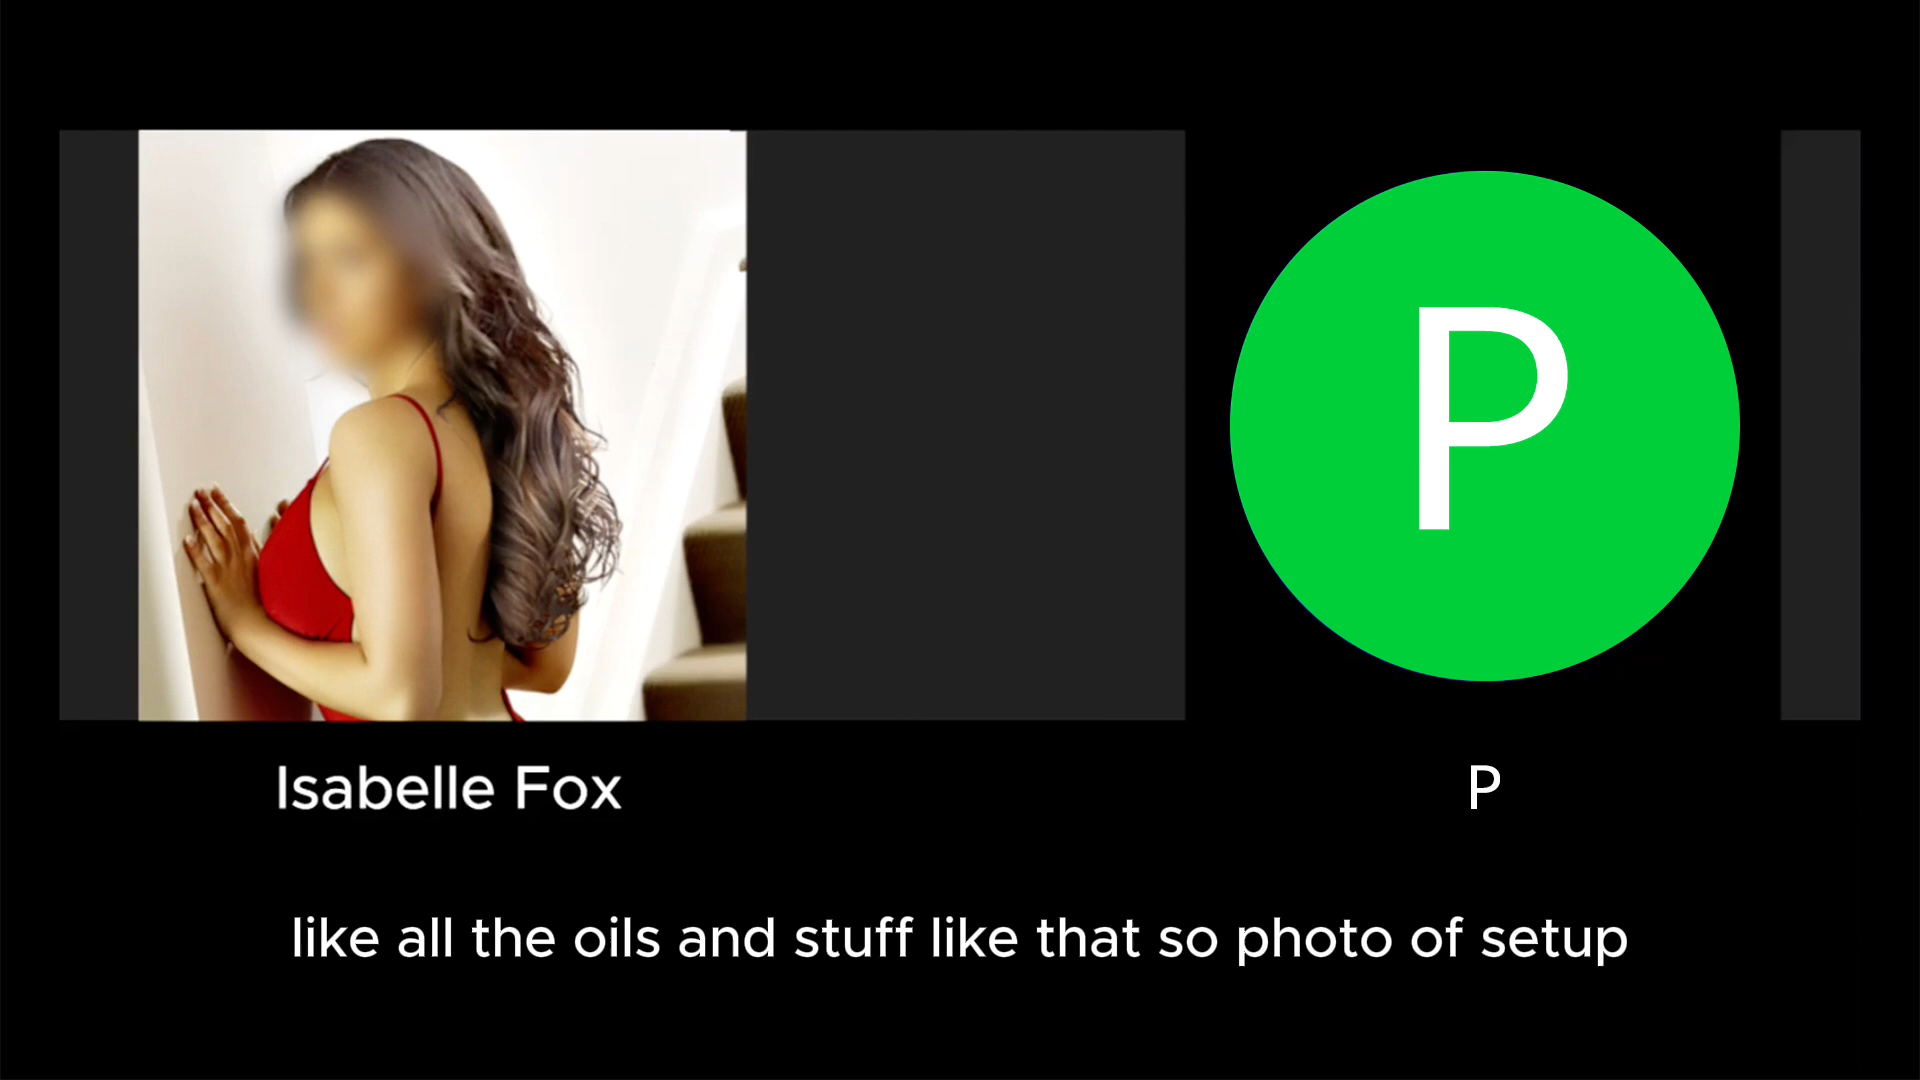 P
Isabelle Fox
P
like all the oils and stuff like that so photo of setup